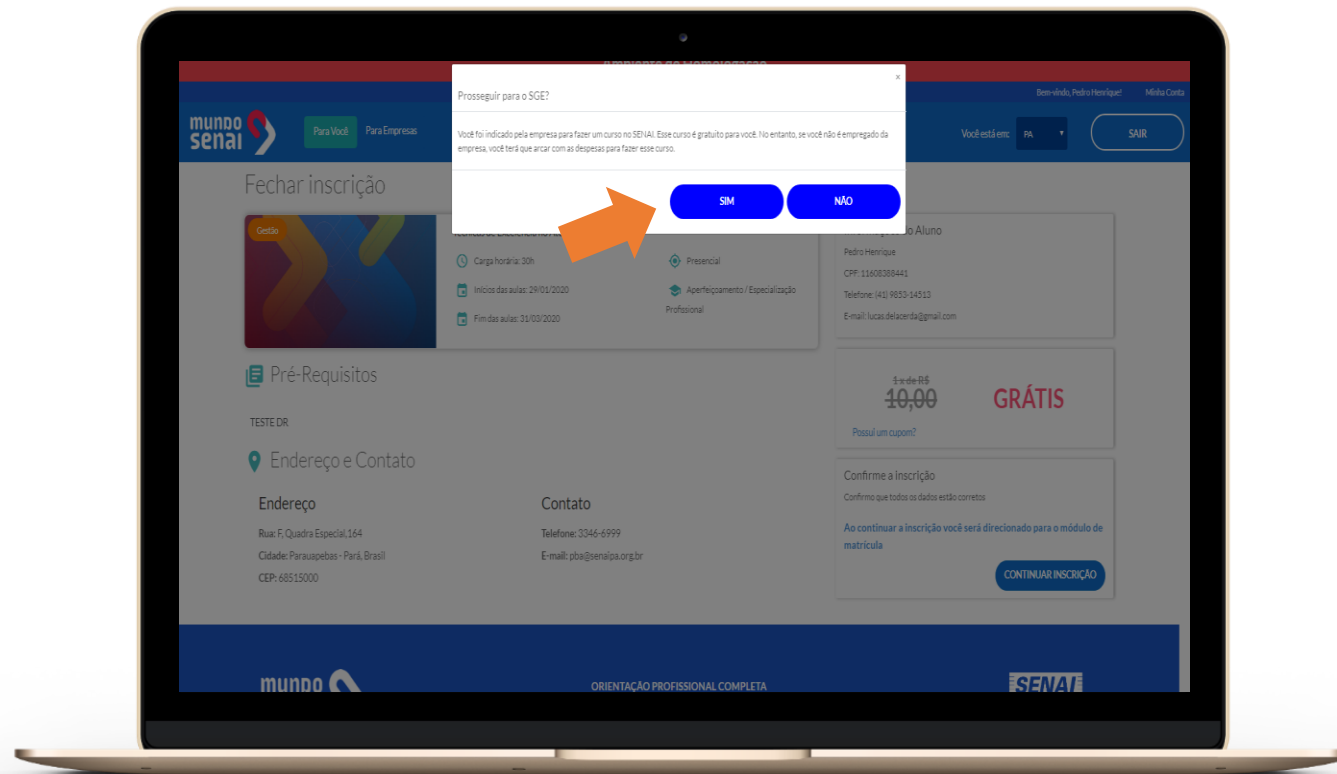 Ambiente de Homologação
Bem-vindo, Pedro Henrique! Minha Conta
mundo
senai
Para Você Para Empresas
Você está em: PA
SAIR
Prosseguir para o SGE?
x
Você foi indicado pela empresa para fazer um curso no SENAI. Esse curso é gratuito para você. No entanto, se você não é empregado da
empresa, você terá que arcar com as despesas para fazer esse curso.
SIM NÃO
Fechar inscrição
Gestão
Carga horária: 30h
Presencial
Inícios das aulas: 29/01/2020
Aperfeiçoamento / Especialização
Profissional
Fim das aulas: 31/03/2020
do Aluno
Pedro Henrique
CPF: 11608388441
Telefone: (41) 9853-14513
E-mail: lucas.delacerda@gmail.com
1 x de R$
10,00
GRÁTIS
Possui um cupom?
Pré-Requisitos
TESTE DR
Endereço e Contato
Endereço
Rua: F, Quadra Especial,164
Cidade: Parauapebas - Pará, Brasil
CEP: 68515000
Contato
Telefone: 3346-6999
E-mail: pba@senaipa.org.br
Confirme a inscrição
Confirmo que todos os dados estão corretos
Ao continuar a inscrição você será direcionado para o módulo de
matrícula
CONTINUAR INSCRIÇÃO
mundo
ORIENTAÇÃO PROFISSIONAL COMPLETA
SENAI